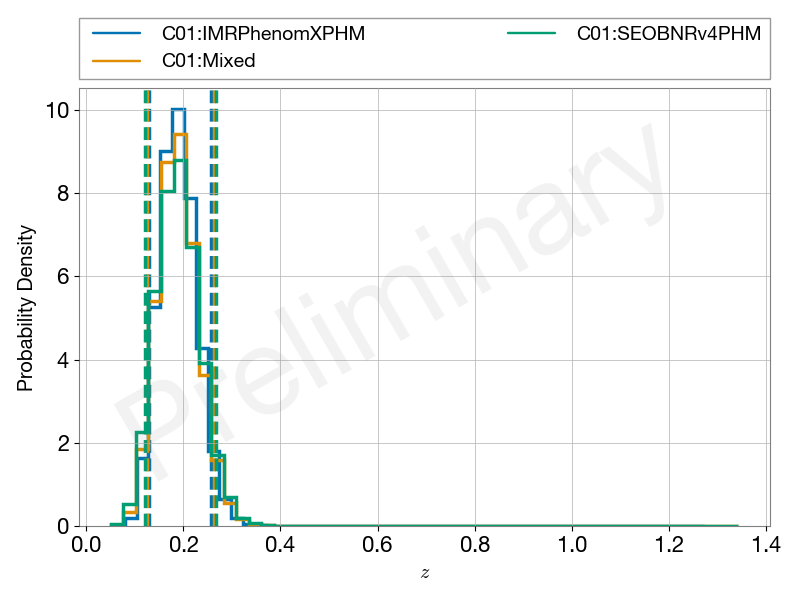 C01:IMRPhenomXPHM
C01:SEOBNRv4PHM
C01:Mixed
Probability Density
10
8
6
4
2
0
0.0 0.2 0.4 0.6 0.8 1.0 1.2 1.4
z
Preliminary